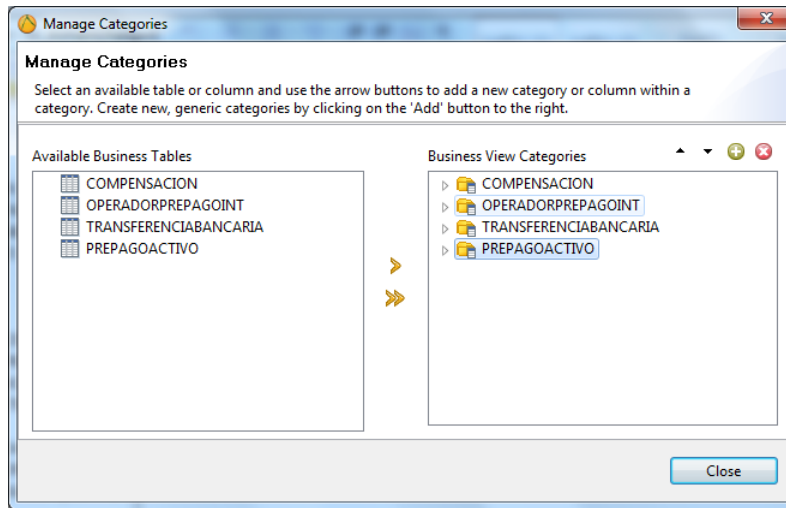 Manage Categories
Manage Categories
Select an available table or column and use the arrow buttons to add a new category or column within a
category. Create new, generic categories by clicking on the 'Add' button to the right.
Available Business Tables
COMPENSACION
OPERADORPREPAGOINT
TRANSFERENCIABANCARIA
PREPAGOACTIVO
Business View Categories
COMPENSACION
OPERADORPREPAGOINT
TRANSFERENCIABANCARIA
PREPAGOACTIVO
Close